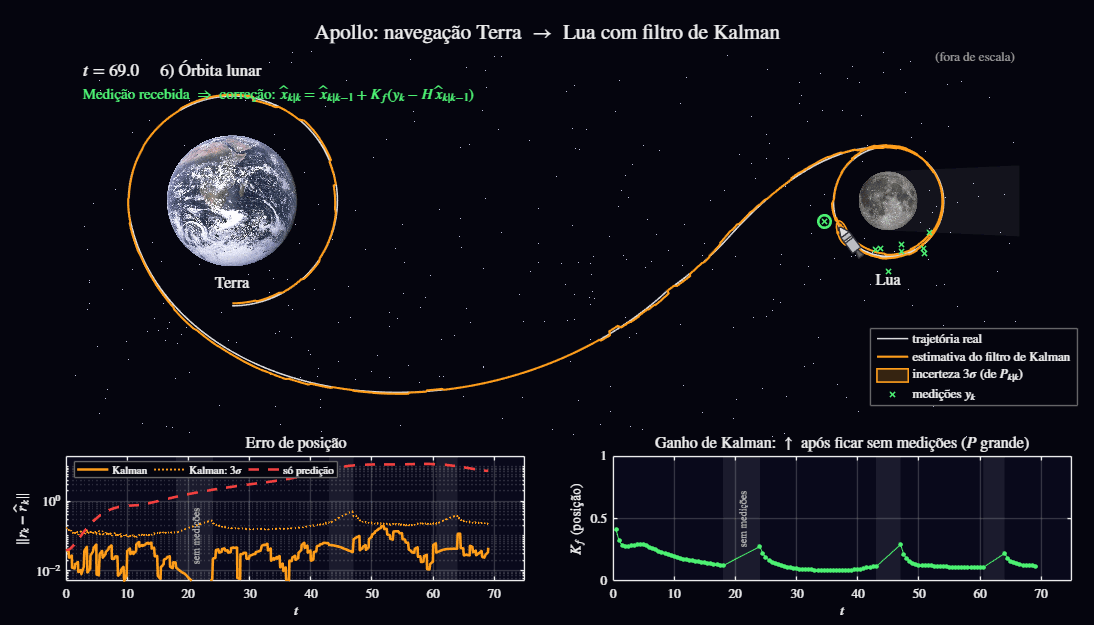 Apollo: navegação Terra → Lua com filtro de Kalman
(fora de escala)
t = 69.0 6) Órbita lunar
Medição recebida ⇒ correção: x̂ₖ|ₖ = x̂ₖ|ₖ₋₁ + K_f(yₖ − Hx̂ₖ|ₖ₋₁)
Terra
Lua
trajetória real
estimativa do filtro de Kalman
incerteza 3σ (de Pₖ|ₖ)
medições yₖ
Erro de posição
Kalman Kalman: 3σ só predição
‖rₖ − r̂ₖ‖
10⁰
10⁻²
sem medições
0 10 20 30 40 50 60 70
t
Ganho de Kalman: ↑ após ficar sem medições (P grande)
K_f (posição)
1
0.5
0
sem medições
0 10 20 30 40 50 60 70
t